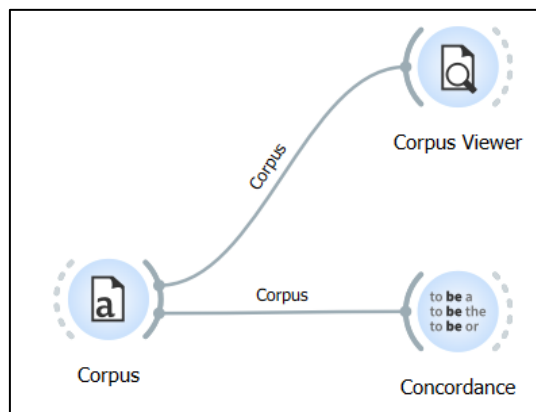 Corpus Viewer
Corpus
Corpus
a
Corpus
to be a
to be the
to be or
Concordance